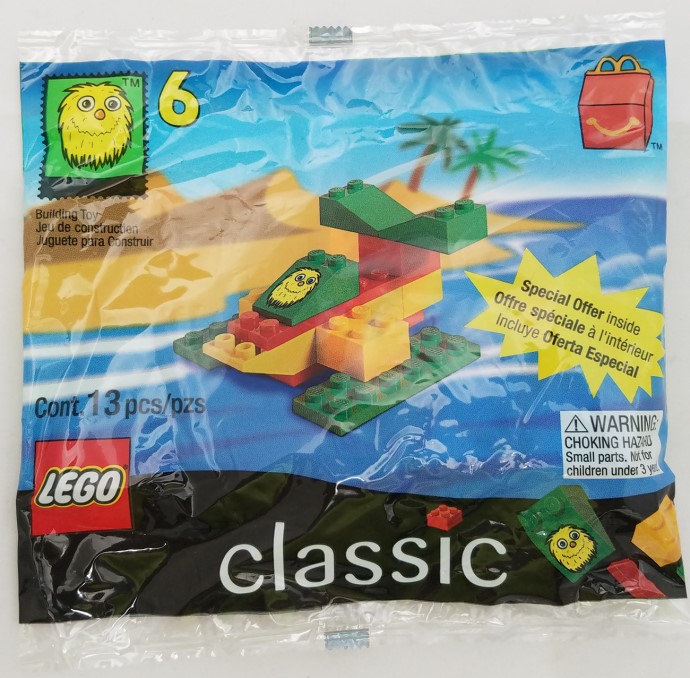 TM
6
TM
Building Toy
Jeu de construction
Juguete para Construir
Special Offer inside
Offre spéciale à l'intérieur
Incluye Oferta Especial
Cont. 13 pcs/pzs
WARNING
CHOKING HAZARD
Small parts. Not for
children under 3 years
LEGO
classic